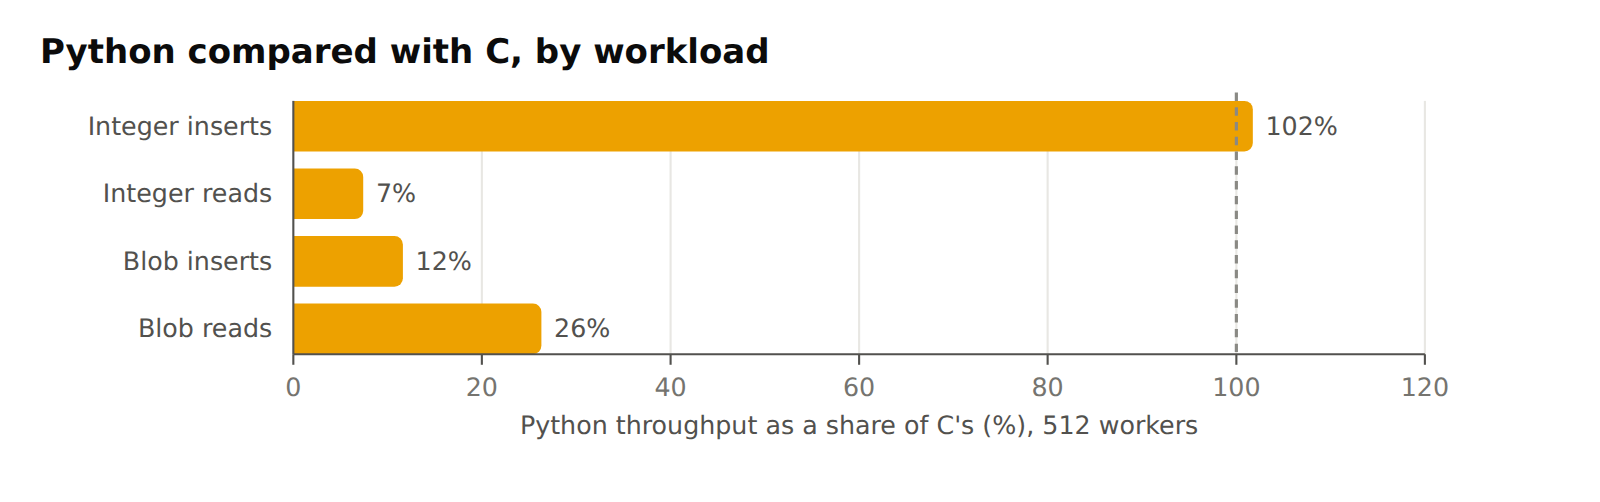 Python compared with C, by workload
Integer inserts
102%
Integer reads
7%
Blob inserts
12%
Blob reads
26%
0 20 40 60 80 100 120
Python throughput as a share of C's (%), 512 workers